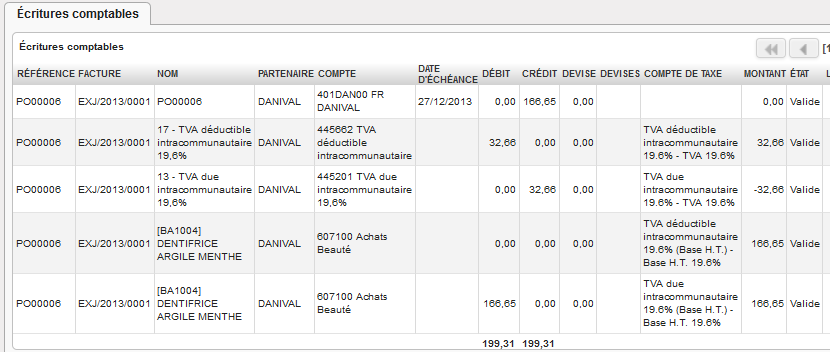 Écritures comptables
Écritures comptables
[1
RÉFÉRENCE FACTURE NOM PARTENAIRE COMPTE DATE D'ÉCHÉANCE DÉBIT CRÉDIT DEVISE DEVISES COMPTE DE TAXE MONTANT ÉTAT L
PO00006 EXJ/2013/0001 PO00006 DANIVAL 401DAN00 FR DANIVAL 27/12/2013 0,00 166,65 0,00 0,00 Valide
PO00006 EXJ/2013/0001 17 - TVA déductible intracommunautaire 19,6% DANIVAL 445662 TVA déductible intracommunautaire 32,66 0,00 0,00 TVA déductible intracommunautaire 19.6% - TVA 19.6% 32,66 Valide
PO00006 EXJ/2013/0001 13 - TVA due intracommunautaire 19,6% DANIVAL 445201 TVA due intracommunautaire 0,00 32,66 0,00 TVA due intracommunautaire 19.6% - TVA 19.6% -32,66 Valide
PO00006 EXJ/2013/0001 [BA1004] DENTIFRICE ARGILE MENTHE DANIVAL 607100 Achats Beauté 0,00 0,00 0,00 TVA déductible intracommunautaire 19.6% (Base H.T.) - Base H.T. 19.6% 166,65 Valide
PO00006 EXJ/2013/0001 [BA1004] DENTIFRICE ARGILE MENTHE DANIVAL 607100 Achats Beauté 166,65 0,00 0,00 TVA due intracommunautaire 19.6% (Base H.T.) - Base H.T. 19.6% 166,65 Valide
199,31 199,31